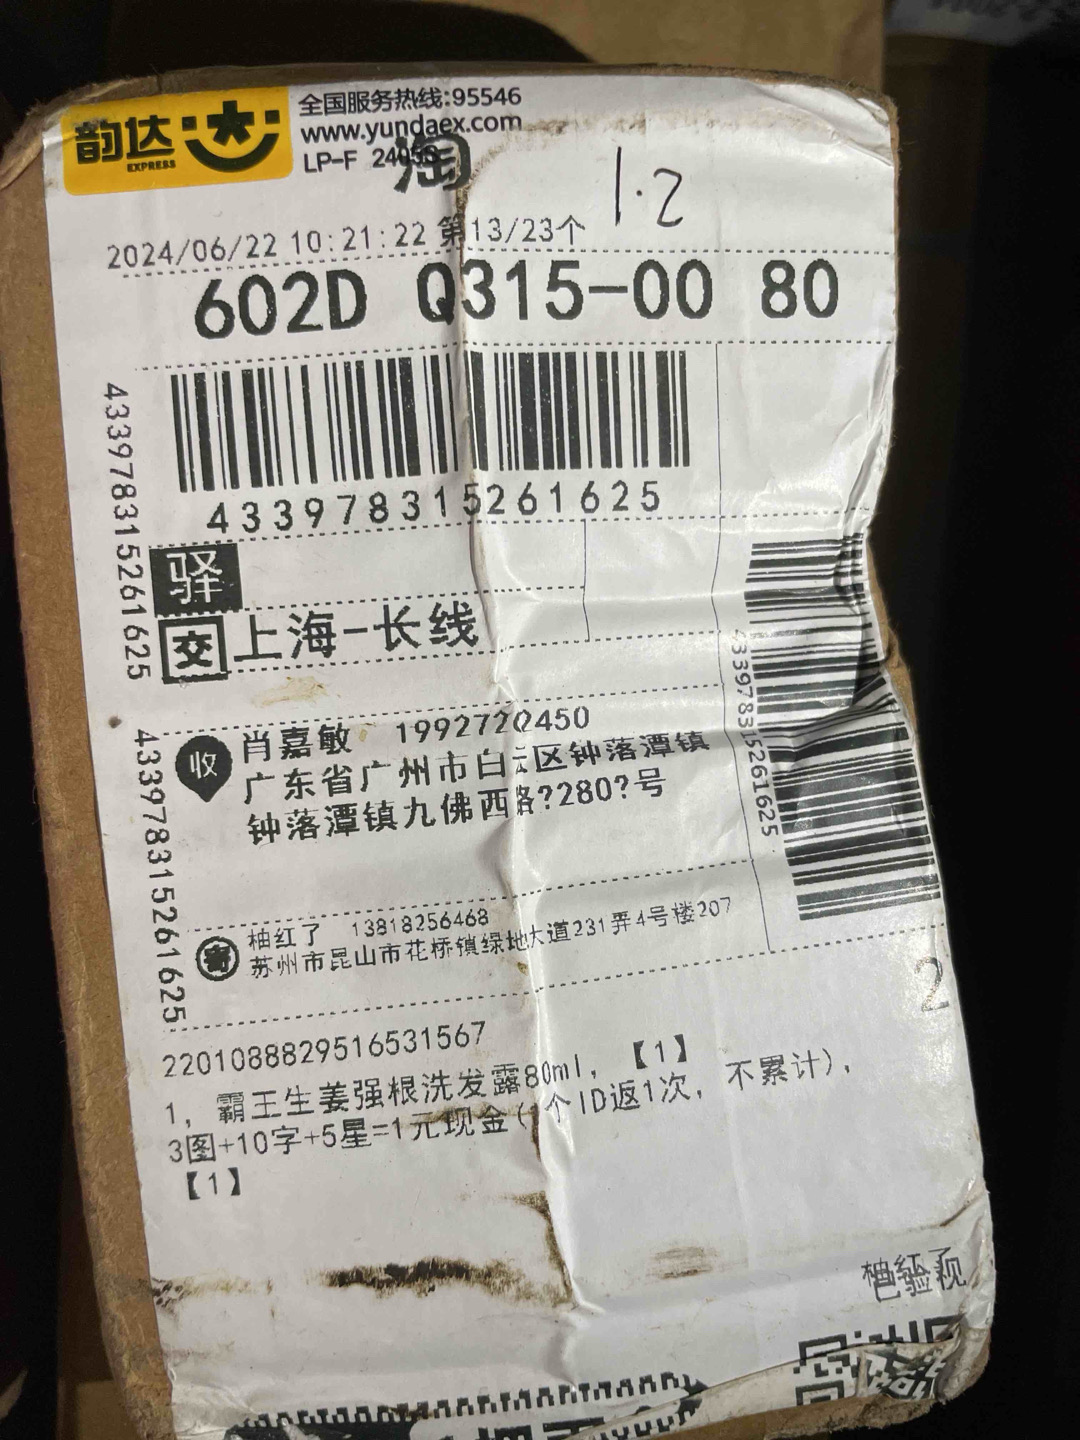 韵达
EXPRESS
全国服务热线:95546
www.yundaex.com
LP-F 2405S
淘
1.2
2024/06/22 10:21:22 第13/23个
602D Q315-00 80
433978315261625
433978315261625
驿
交 上海-长线
433978315261625
收 肖嘉敏 19927220450
广东省广州市白云区钟落潭镇
钟落潭镇九佛西路?280?号
433978315261625
寄 柚红了 13818256468
苏州市昆山市花桥镇绿地大道231弄4号楼207
2
2201088829516531567
1, 霸王生姜强根洗发露80ml, 【1】
3图+10字+5星=1元现金(1个ID返1次, 不累计),
【1】